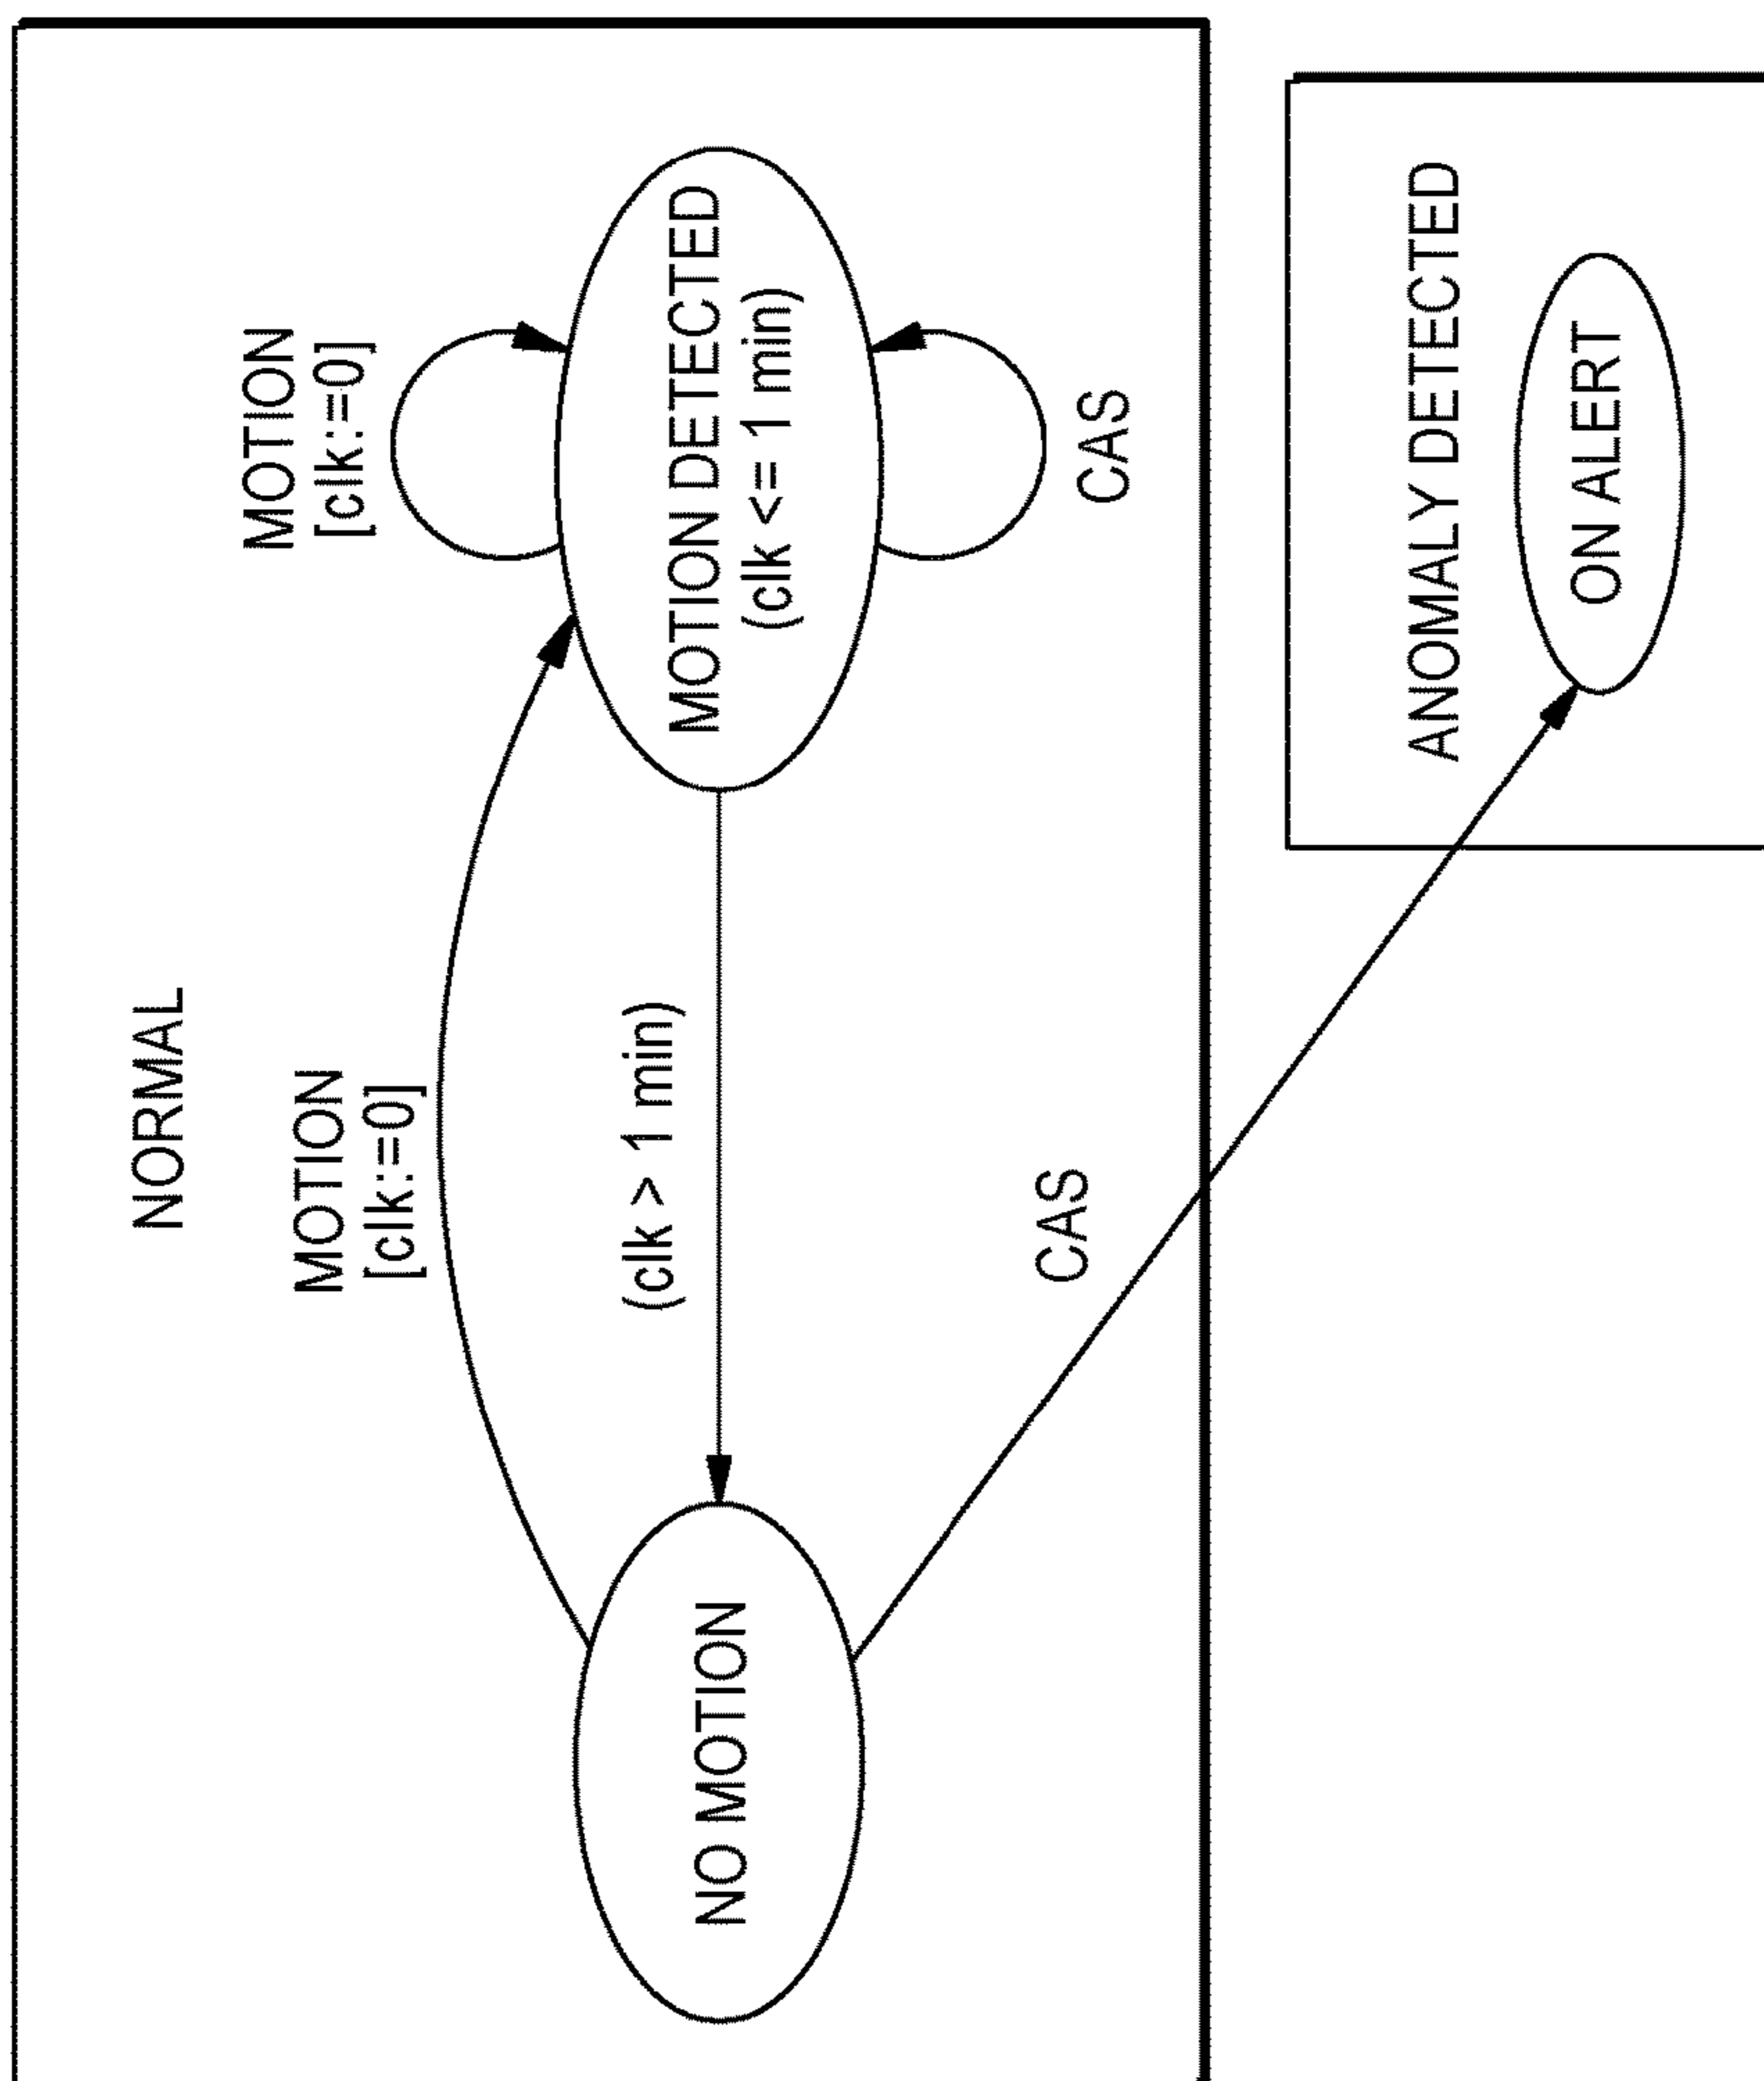 NORMAL
MOTION
[clk:=0]
MOTION
[clk:=0]
(clk > 1 min)
NO MOTION
MOTION DETECTED
(clk <= 1 min)
CAS
CAS
ANOMALY DETECTED
ON ALERT